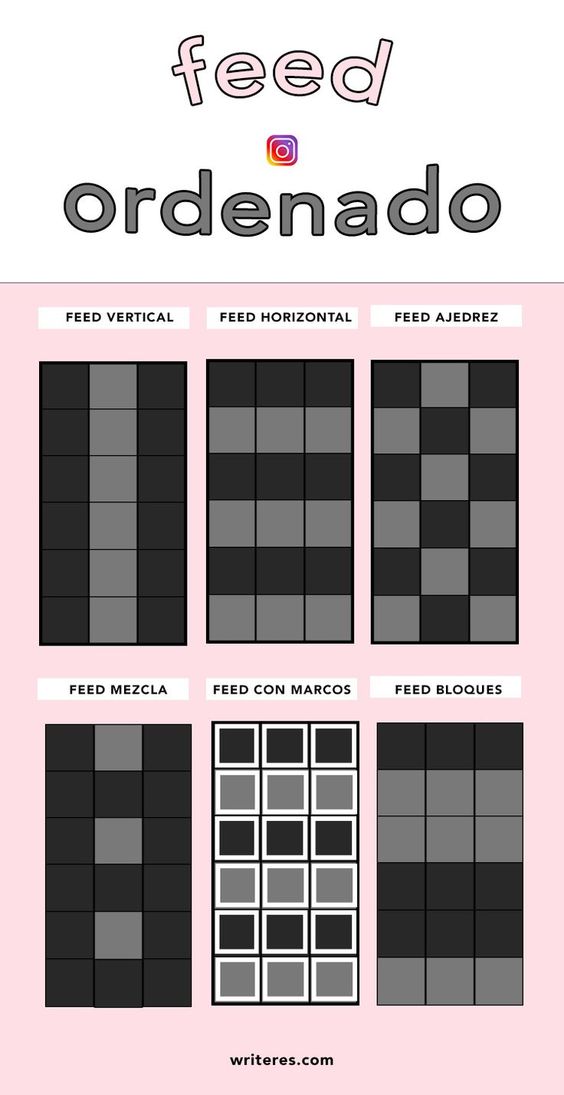 feed
ordenado
FEED VERTICAL
FEED HORIZONTAL
FEED AJEDREZ
FEED MEZCLA
FEED CON MARCOS
FEED BLOQUES
writeres.com